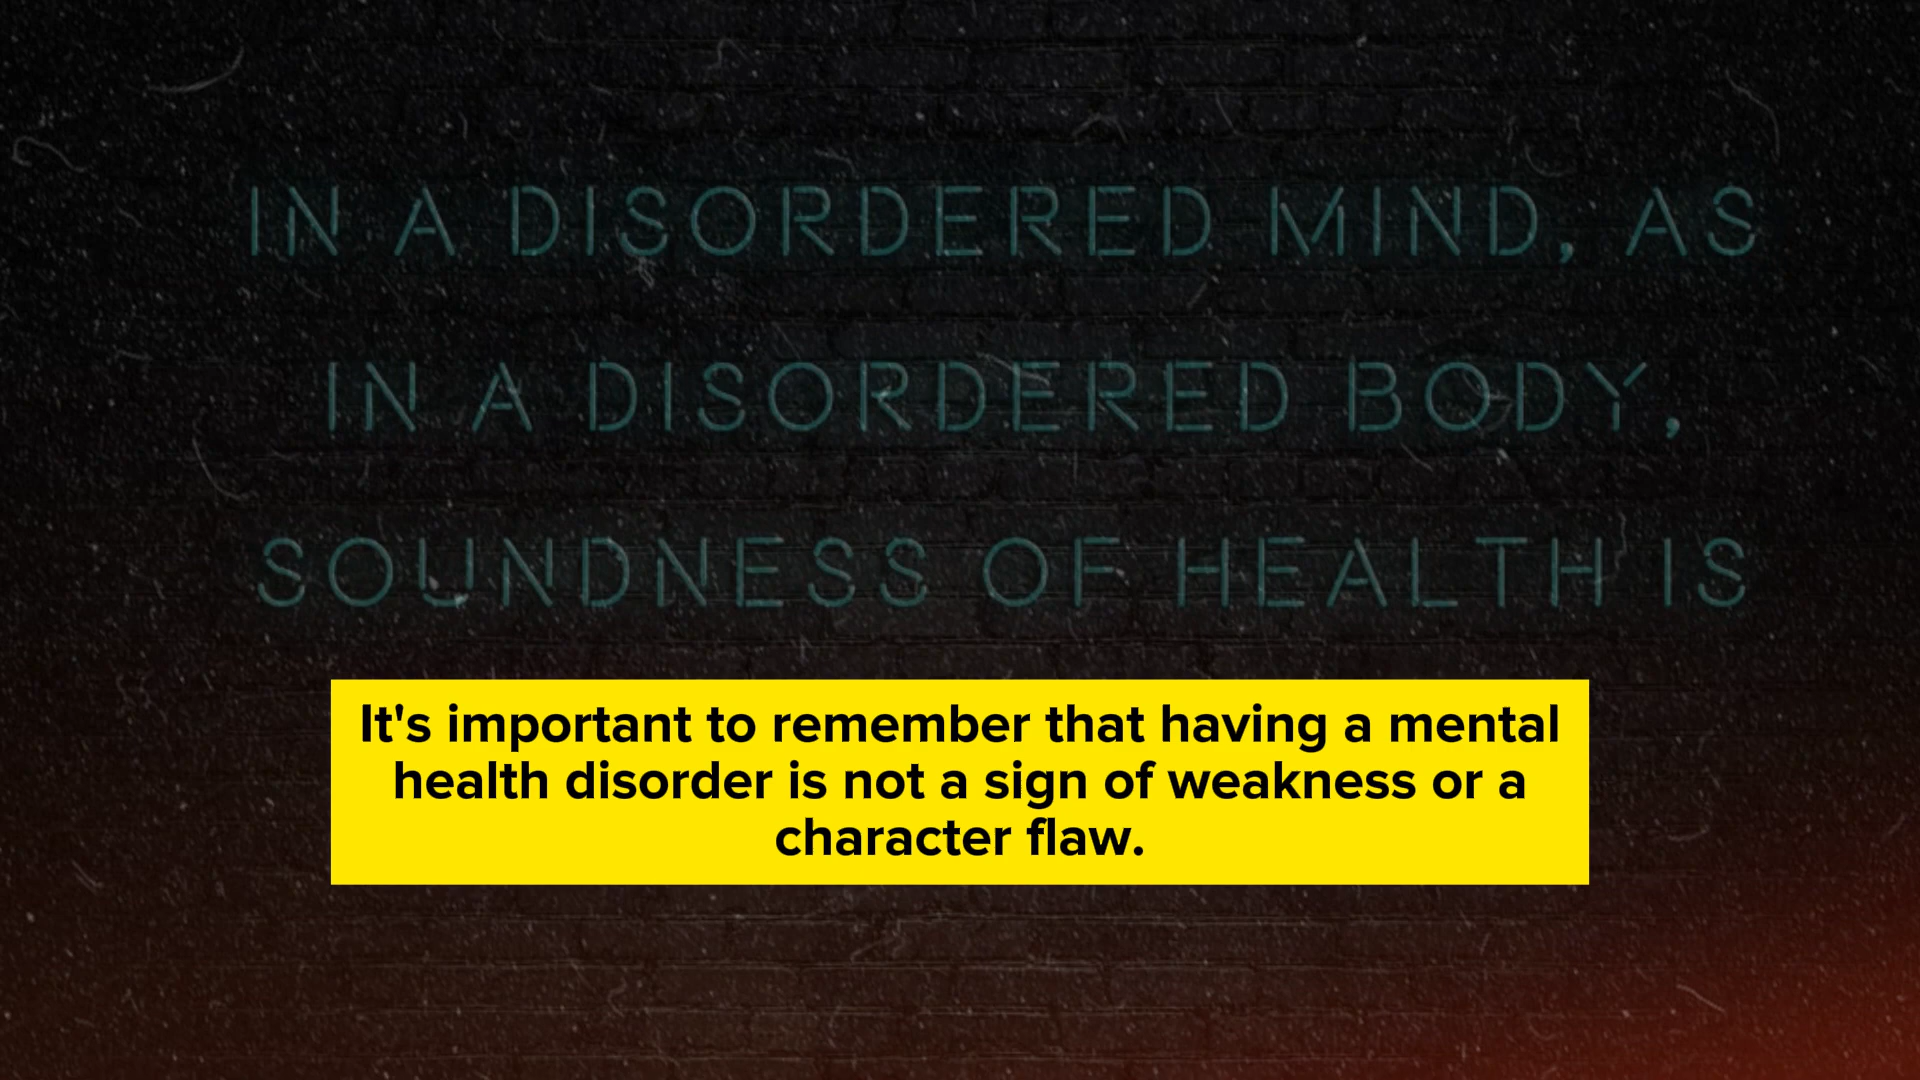 IN A DISORDERED MIND, AS
IN A DISORDERED BODY,
SOUNDNESS OF HEALTH IS
It's important to remember that having a mental
health disorder is not a sign of weakness or a
character flaw.